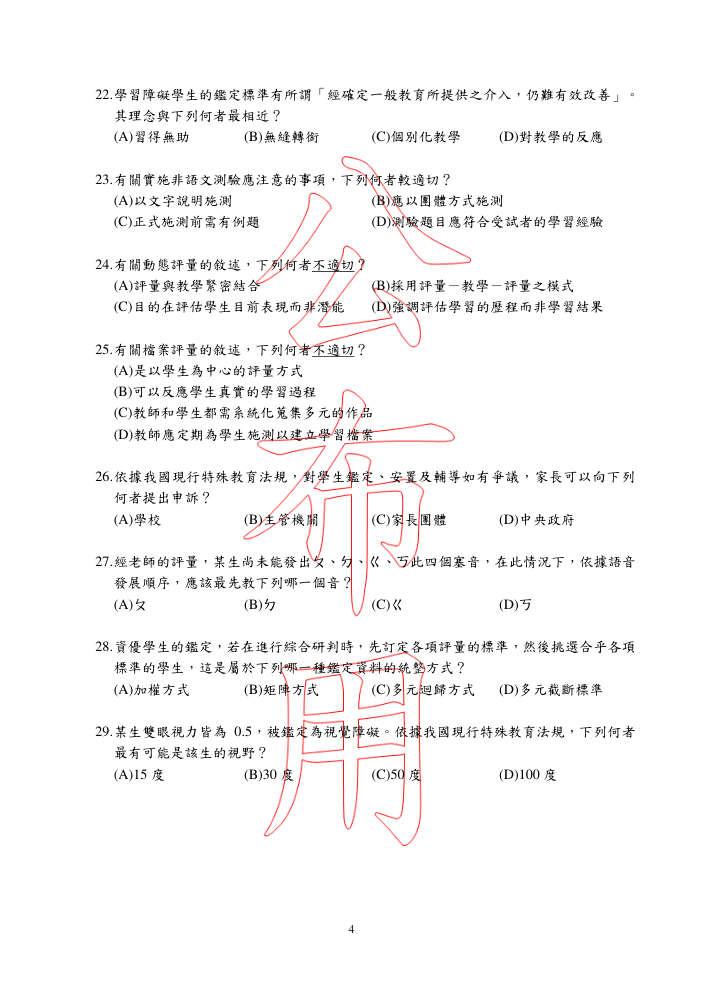 22.學習障礙學生的鑑定標準有所謂「經確定一般教育所提供之介入，仍難有效改善」。
其理念與下列何者最相近？
(A)習得無助 (B)無縫轉銜 (C)個別化教學 (D)對教學的反應
23.有關實施非語文測驗應注意的事項，下列何者較適切？
(A)以文字說明施測 (B)應以團體方式施測
(C)正式施測前需有例題 (D)測驗題目應符合受試者的學習經驗
24.有關動態評量的敘述，下列何者不適切？
(A)評量與教學緊密結合 (B)採用評量－教學－評量之模式
(C)目的在評估學生目前表現而非潛能 (D)強調評估學習的歷程而非學習結果
25.有關檔案評量的敘述，下列何者不適切？
(A)是以學生為中心的評量方式
(B)可以反應學生真實的學習過程
(C)教師和學生都需系統化蒐集多元的作品
(D)教師應定期為學生施測以建立學習檔案
26.依據我國現行特殊教育法規，對學生鑑定、安置及輔導如有爭議，家長可以向下列
何者提出申訴？
(A)學校 (B)主管機關 (C)家長團體 (D)中央政府
27.經老師的評量，某生尚未能發出ㄆ、ㄅ、ㄍ、ㄎ此四個塞音，在此情況下，依據語音
發展順序，應該最先教下列哪一個音？
(A)ㄆ (B)ㄅ (C)ㄍ (D)ㄎ
28.資優學生的鑑定，若在進行綜合研判時，先訂定各項評量的標準，然後挑選合乎各項
標準的學生，這是屬於下列哪一種鑑定資料的統整方式？
(A)加權方式 (B)矩陣方式 (C)多元迴歸方式 (D)多元截斷標準
29.某生雙眼視力皆為 0.5，被鑑定為視覺障礙。依據我國現行特殊教育法規，下列何者
最有可能是該生的視野？
(A)15 度 (B)30 度 (C)50 度 (D)100 度
公布用
4